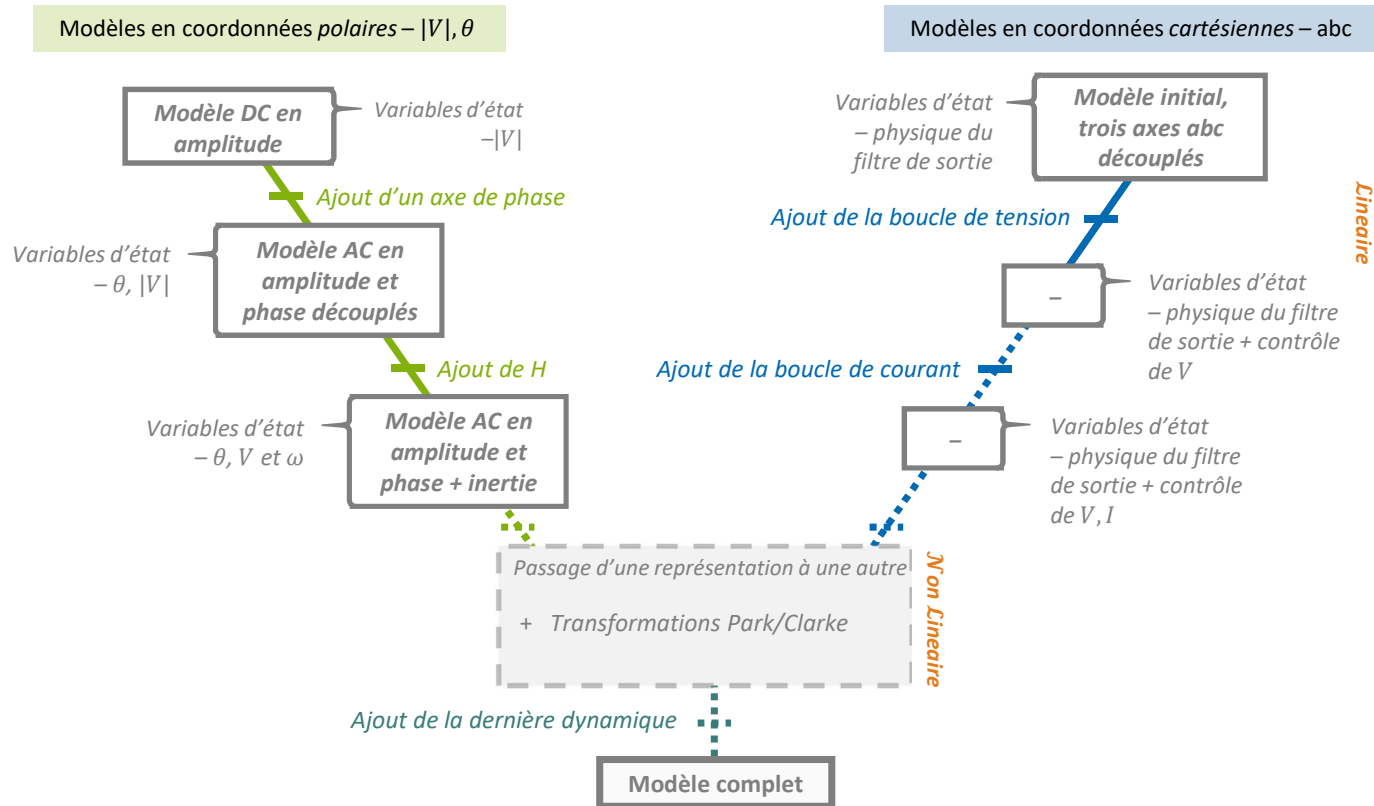 Modèles en coordonnées polaires – |V|, θ
Modèles en coordonnées cartésiennes – abc
Modèle DC en
amplitude
Variables d'état
–|V|
Ajout d'un axe de phase
Variables d'état
– θ, |V|
Modèle AC en
amplitude et
phase découplés
Ajout de H
Variables d'état
– θ, V et ω
Modèle AC en
amplitude et
phase + inertie
Variables d'état
– physique du
filtre de sortie
Modèle initial,
trois axes abc
découplés
Lineaire
Ajout de la boucle de tension
–
Variables d'état
– physique du filtre
de sortie + contrôle
de V
Ajout de la boucle de courant
–
Variables d'état
– physique du filtre
de sortie + contrôle
de V, I
Passage d'une représentation à une autre
+ Transformations Park/Clarke
Non Lineaire
Ajout de la dernière dynamique
Modèle complet